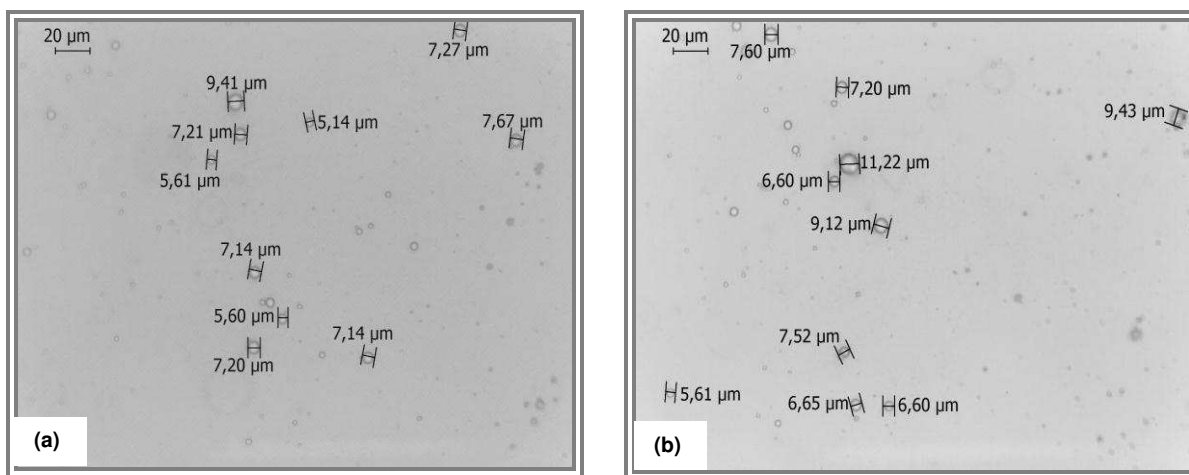 20 µm
7,27 µm
9,41 µm
5,14 µm
7,67 µm
7,21 µm
5,61 µm
7,14 µm
5,60 µm
7,14 µm
7,20 µm
(a)
20 µm
7,60 µm
7,20 µm
9,43 µm
11,22 µm
6,60 µm
9,12 µm
7,52 µm
5,61 µm
6,65 µm
6,60 µm
(b)